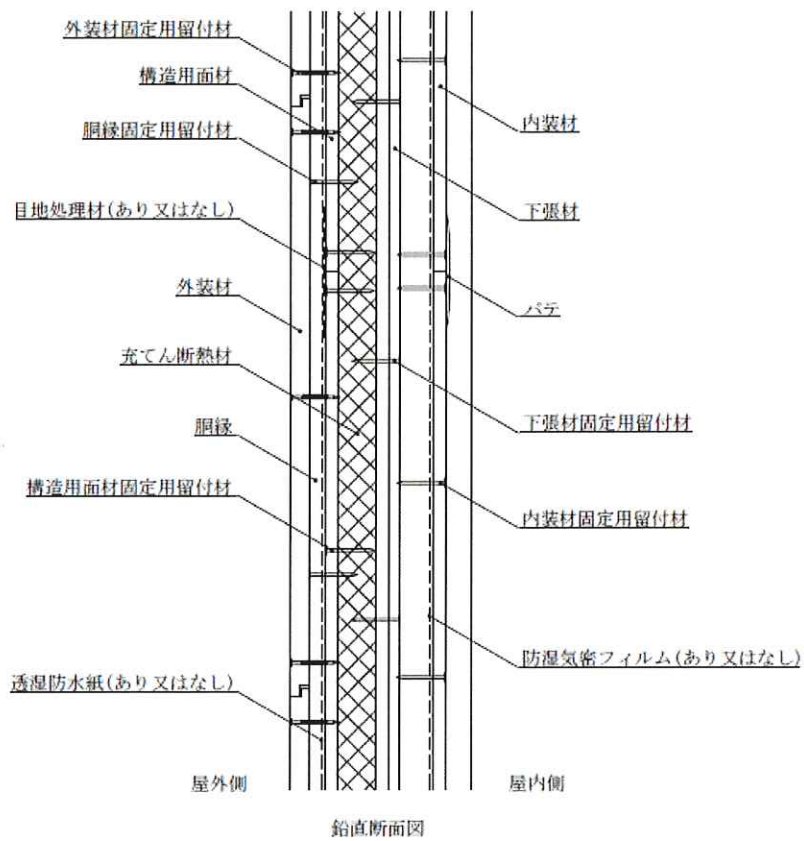 外装材固定用留付材
構造用面材
胴縁固定用留付材
目地処理材(あり又はなし)
外装材
充てん断熱材
胴縁
構造用面材固定用留付材
透湿防水紙(あり又はなし)
内装材
下張材
パテ
下張材固定用留付材
内装材固定用留付材
防湿気密フィルム(あり又はなし)
屋外側
屋内側
鉛直断面図